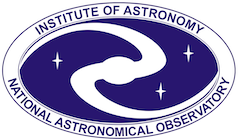 INSTITUTE OF ASTRONOMY
NATIONAL ASTRONOMICAL OBSERVATORY